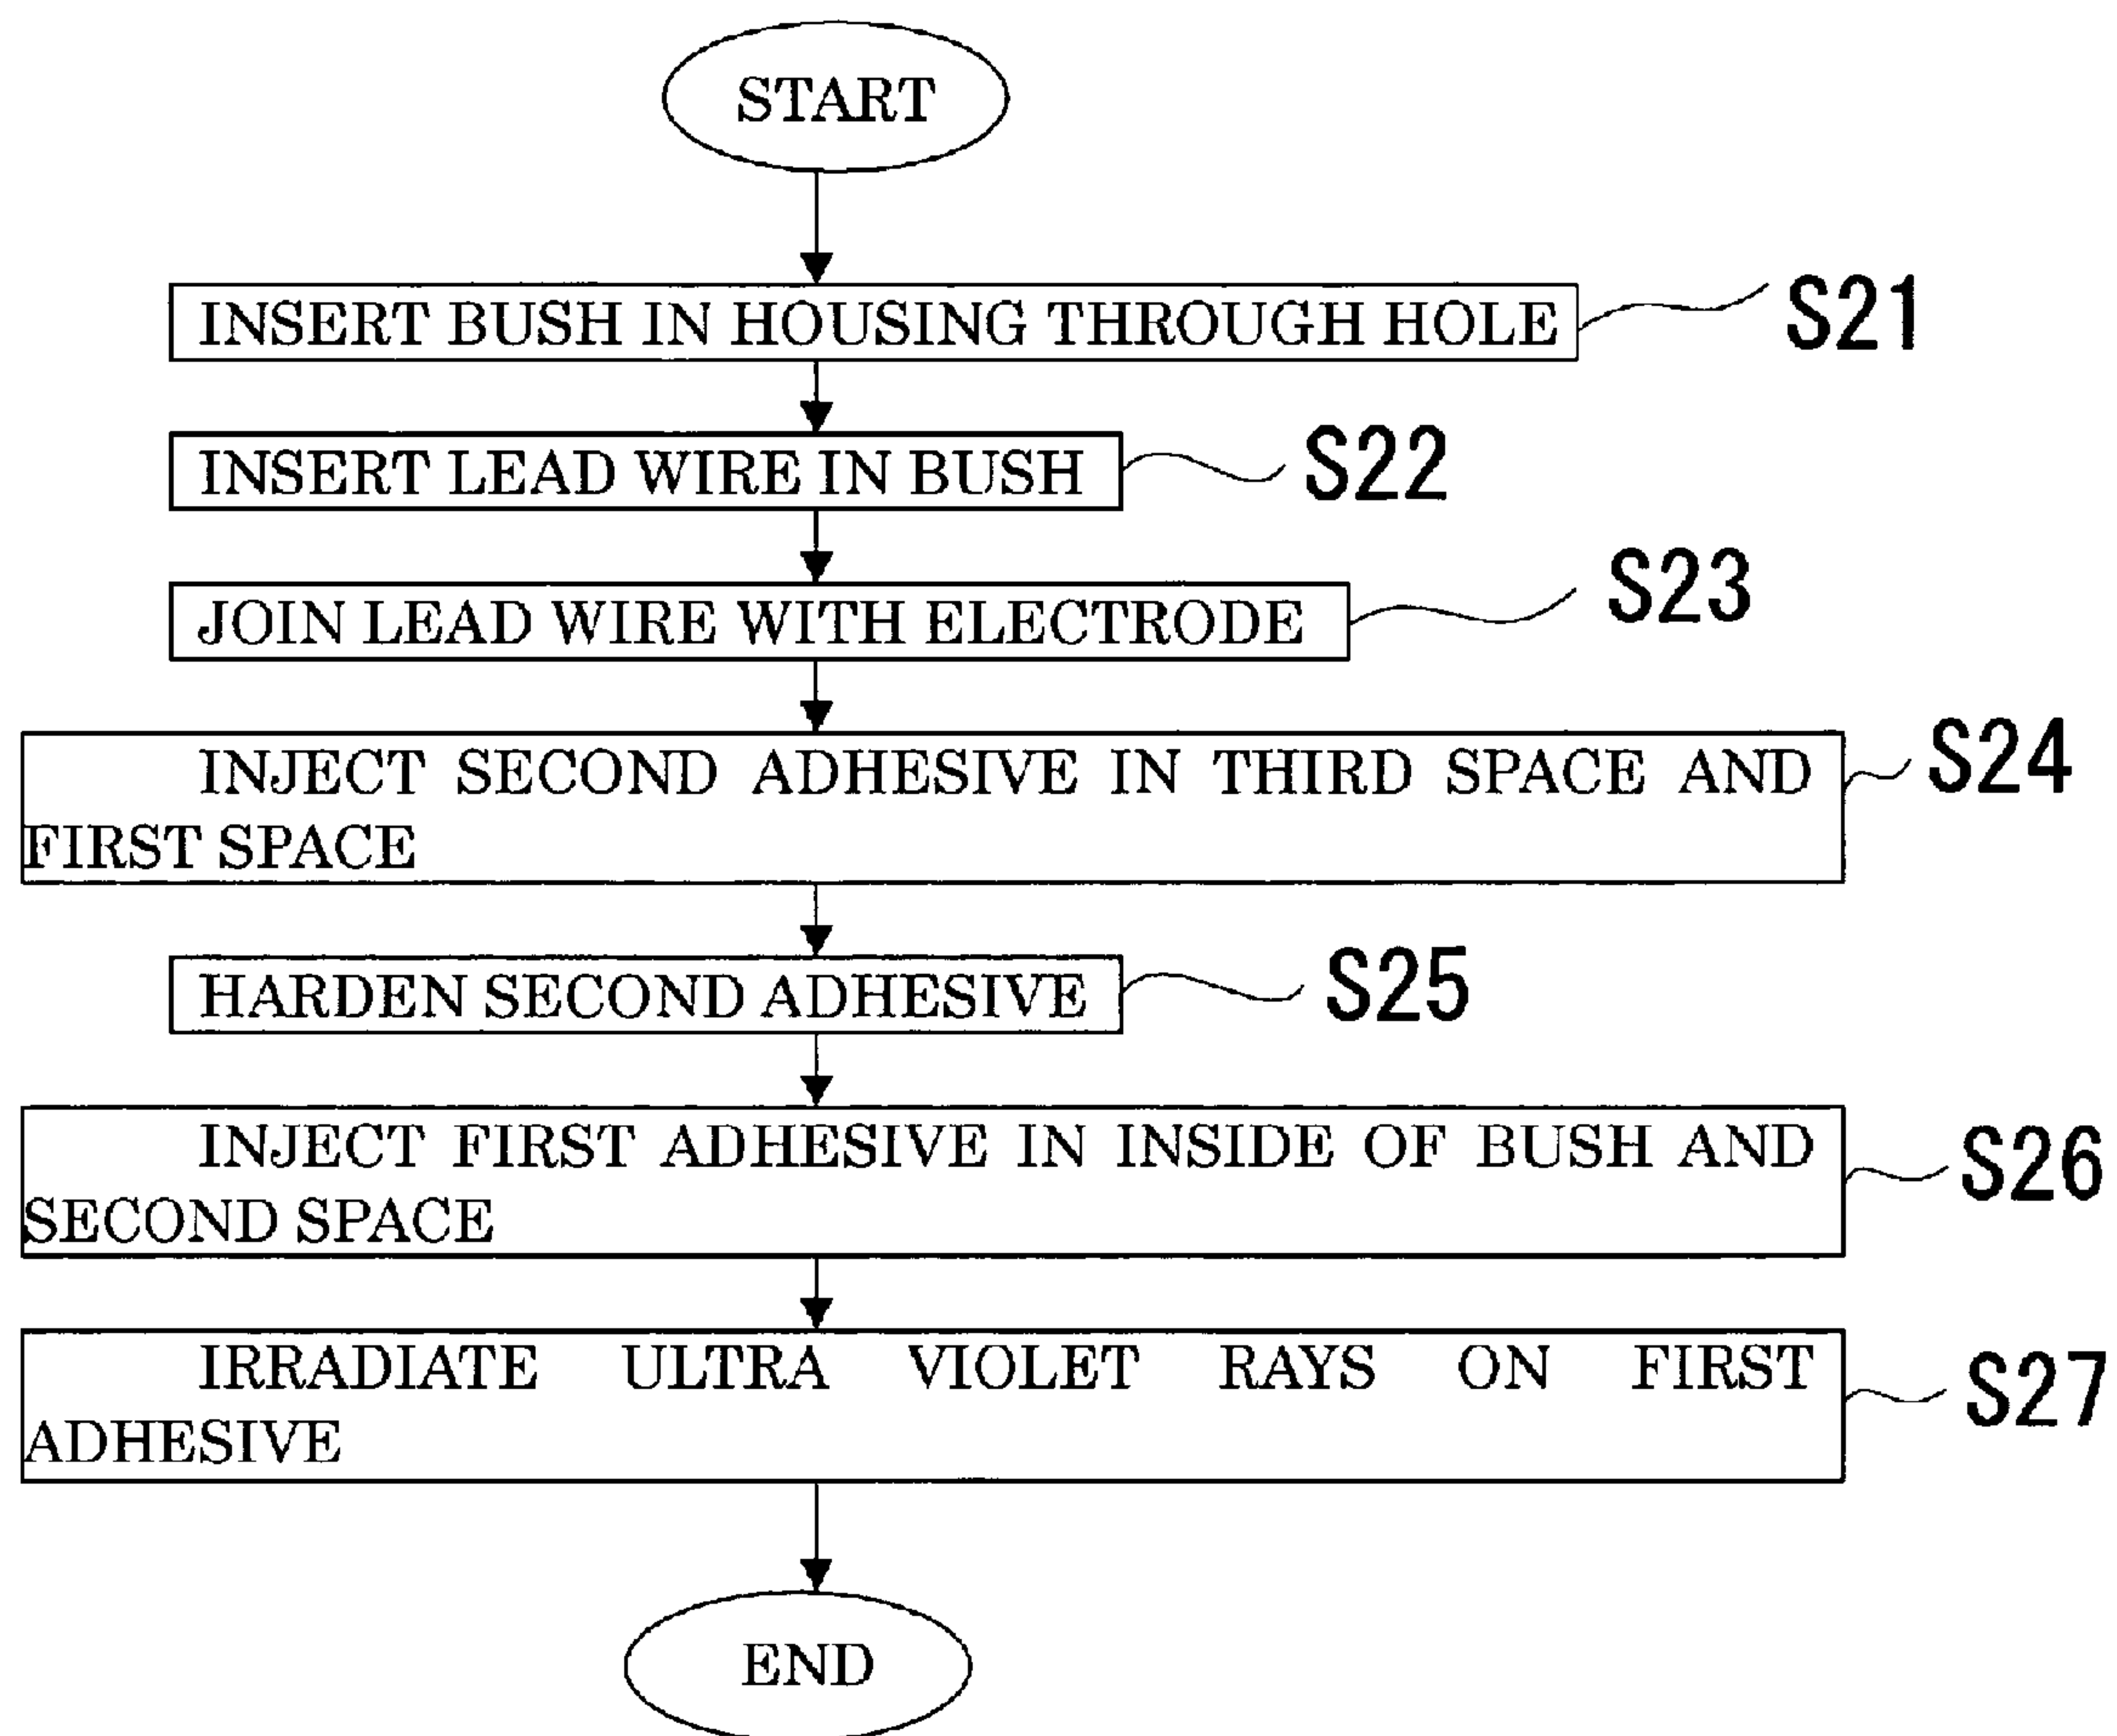 START
INSERT BUSH IN HOUSING THROUGH HOLE S21
INSERT LEAD WIRE IN BUSH S22
JOIN LEAD WIRE WITH ELECTRODE S23
INJECT SECOND ADHESIVE IN THIRD SPACE AND S24
FIRST SPACE
HARDEN SECOND ADHESIVE S25
INJECT FIRST ADHESIVE IN INSIDE OF BUSH AND S26
SECOND SPACE
IRRADIATE ULTRA VIOLET RAYS ON FIRST S27
ADHESIVE
END